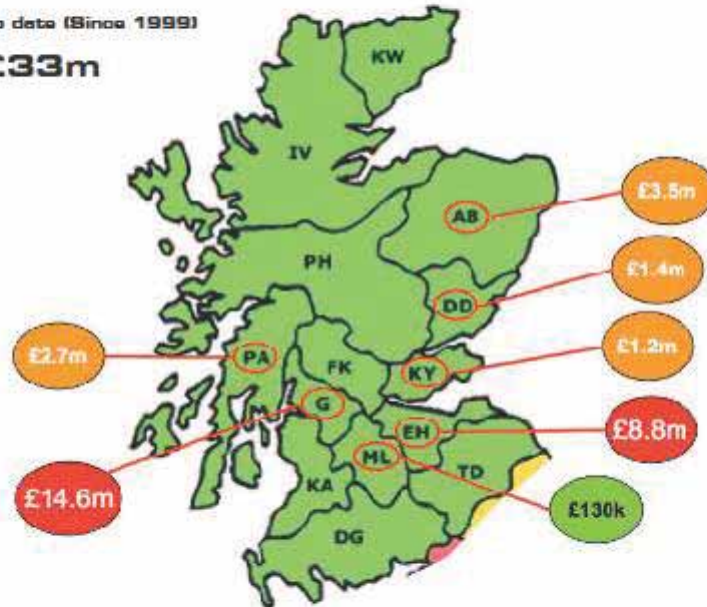 date (Since 1999)
£33m
KW
IV
£3.5m
AB
PH
£1.4m
DD
£2.7m
PA
FK
KY
£1.2m
G
EH
£8.8m
ML
TD
£14.6m
KA
£130k
DG